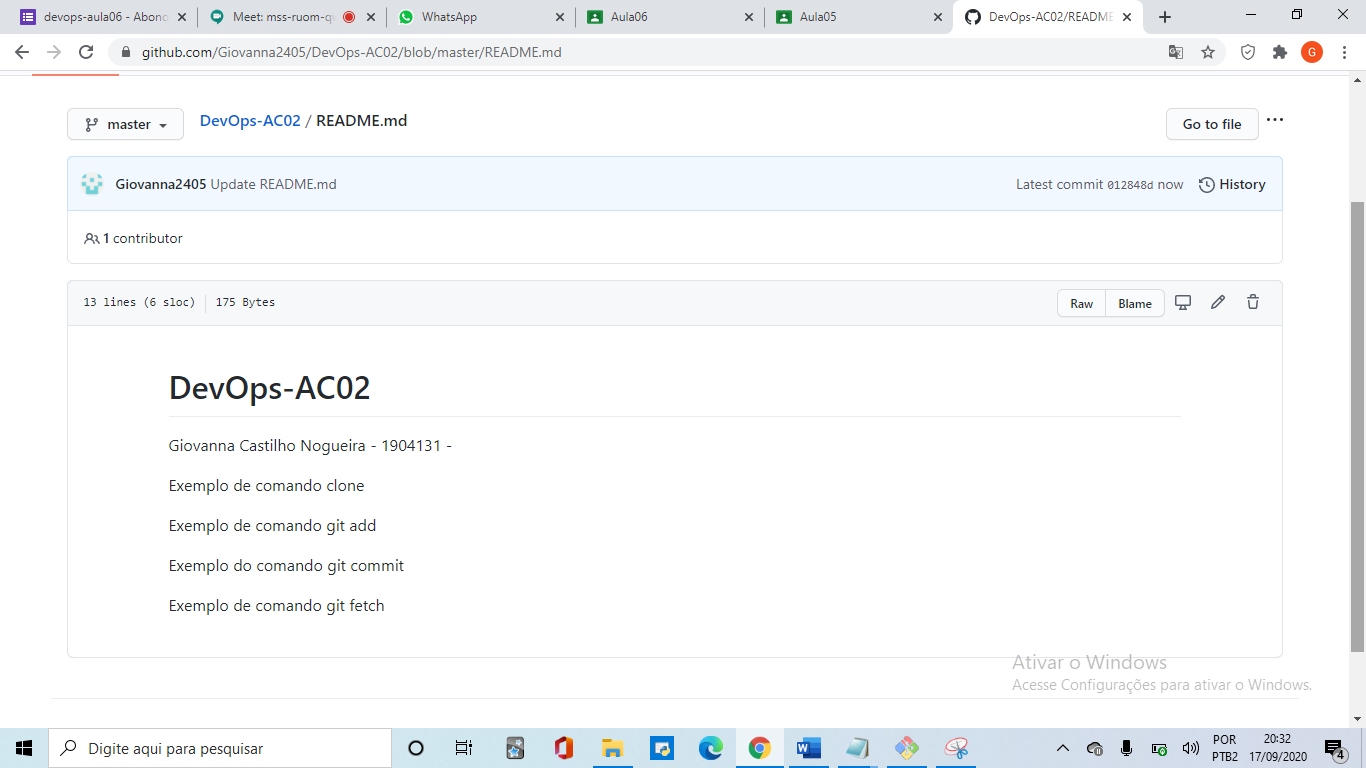 devops-aula06 - Abon
Meet: mss-ruom-q
WhatsApp
Aula06
Aula05
DevOps-AC02/README
github.com/Giovanna2405/DevOps-AC02/blob/master/README.md
G
master
DevOps-AC02 / README.md
Go to file
Giovanna2405 Update README.md
Latest commit 012848d now
History
1 contributor
13 lines (6 sloc)
175 Bytes
Raw
Blame
DevOps-AC02
Giovanna Castilho Nogueira - 1904131 -
Exemplo de comando clone
Exemplo de comando git add
Exemplo do comando git commit
Exemplo de comando git fetch
Ativar o Windows
Acesse Configurações para ativar o Windows.
Digite aqui para pesquisar
POR
PTB2
20:32
17/09/2020
4